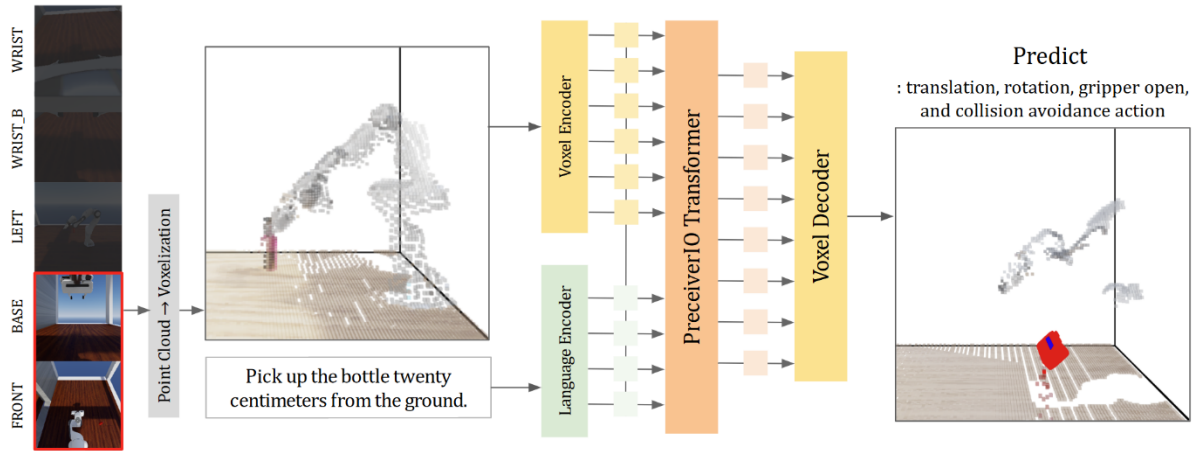 WRIST
WRIST_B
LEFT
BASE
FRONT
Point Cloud → Voxelization
Pick up the bottle twenty
centimeters from the ground.
Voxel Encoder
Language Encoder
PreceiverIO Transformer
Voxel Decoder
Predict
: translation, rotation, gripper open,
and collision avoidance action